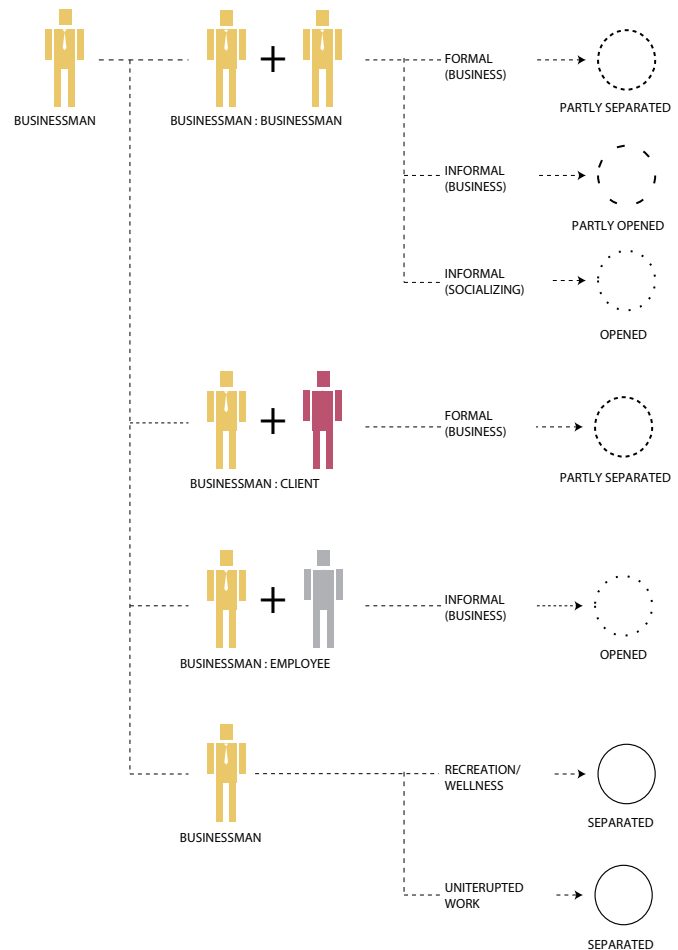 BUSINESSMAN
BUSINESSMAN : BUSINESSMAN
FORMAL
(BUSINESS)
PARTLY SEPARATED
INFORMAL
(BUSINESS)
PARTLY OPENED
INFORMAL
(SOCIALIZING)
OPENED
BUSINESSMAN : CLIENT
FORMAL
(BUSINESS)
PARTLY SEPARATED
BUSINESSMAN : EMPLOYEE
INFORMAL
(BUSINESS)
OPENED
BUSINESSMAN
RECREATION/
WELLNESS
SEPARATED
UNITERUPTED
WORK
SEPARATED